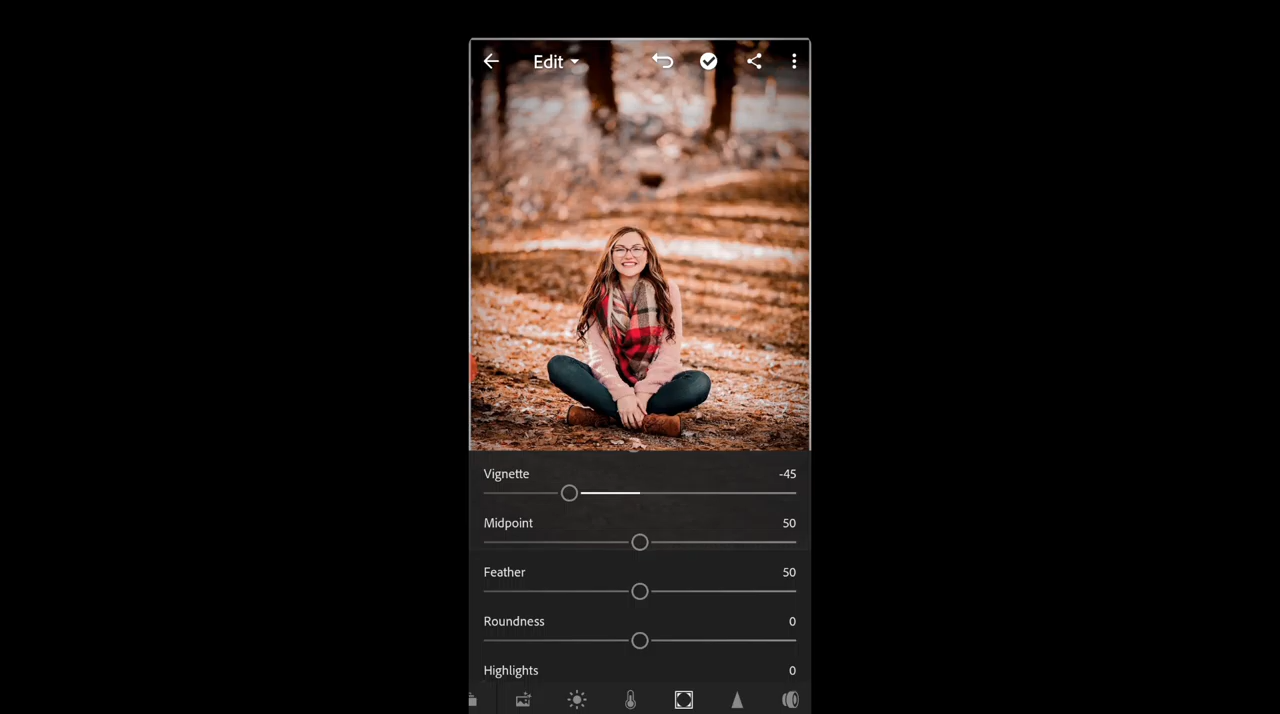 Edit
Vignette -45
Midpoint 50
Feather 50
Roundness 0
Highlights 0